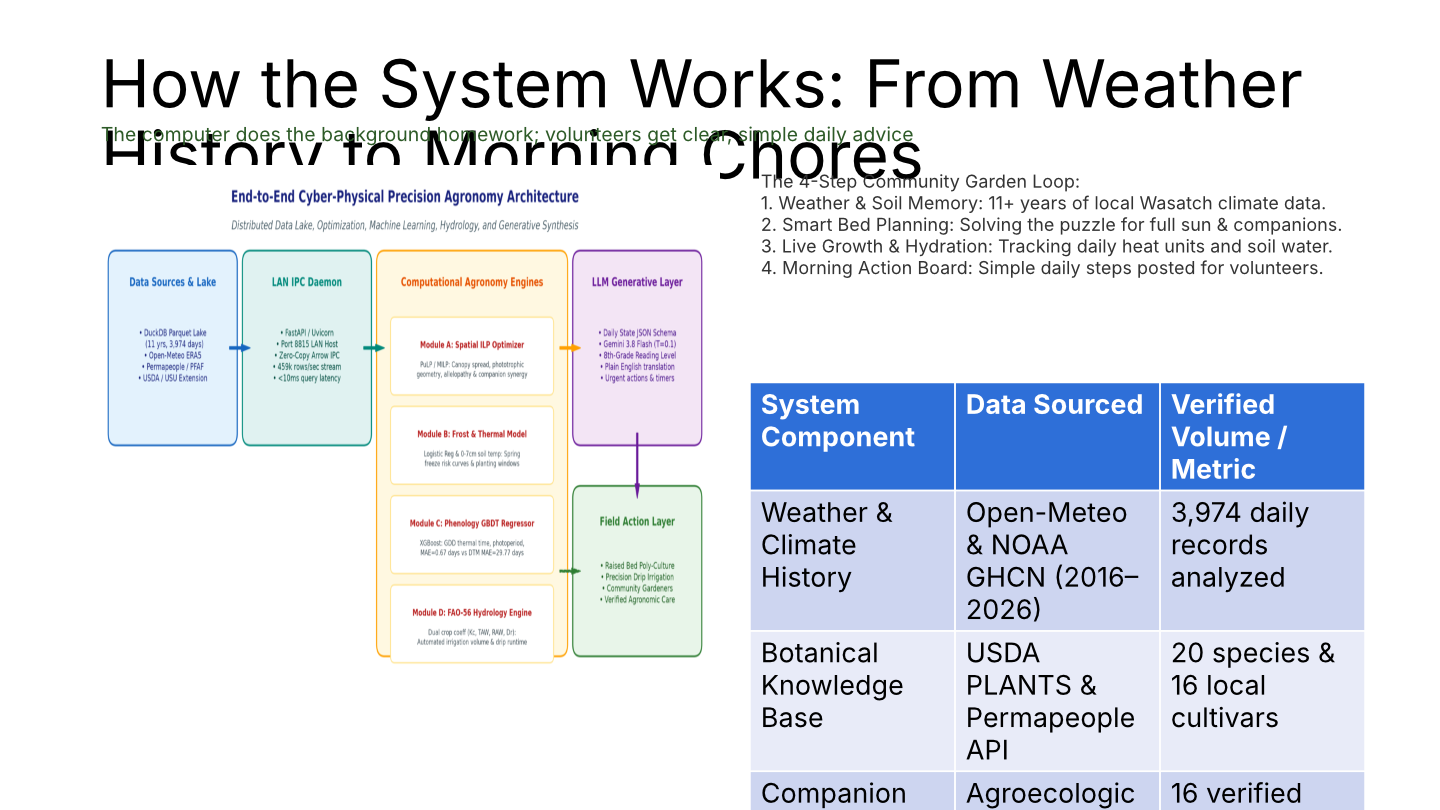 How the System Works: From Weather
History to Morning Chores
The computer does the background homework; volunteers get clear, simple daily advice
End-to-End Cyber-Physical Precision Agronomy Architecture
Distributed Data Lake, Optimization, Machine Learning, Hydrology, and Generative Synthesis
Data Sources & Lake
• DuckDB Parquet Lake
(11 yrs, 3,974 days)
• Open-Meteo ERA5
• Permapeople / PFAF
• USDA / USU Extension
LAN IPC Daemon
• FastAPI / Uvicorn
• Port 8815 LAN Host
• Zero-Copy Arrow IPC
• 459k rows/sec stream
• <10ms query latency
Computational Agronomy Engines
Module A: Spatial ILP Optimizer
PuLP / MILP: Canopy spread, phototropic
geometry, allelopathy & companion synergy
Module B: Frost & Thermal Model
Logistic Reg & 0-7cm soil temp: Spring
freeze risk curves & planting windows
Module C: Phenology GBDT Regressor
XGBoost: GDD thermal time, photoperiod,
MAE=0.67 days vs DTM MAE=29.77 days
Module D: FAO-56 Hydrology Engine
Dual crop coeff (Kc, TAW, RAW, Dr):
Automated irrigation volume & drip runtime
LLM Generative Layer
• Daily State JSON Schema
• Gemini 3.8 Flash (T=0.1)
• 8th-Grade Reading Level
• Plain English translation
• Urgent actions & timers
Field Action Layer
• Raised Bed Poly-Culture
• Precision Drip Irrigation
• Community Gardeners
• Verified Agronomic Care
The 4-Step Community Garden Loop:
1. Weather & Soil Memory: 11+ years of local Wasatch climate data.
2. Smart Bed Planning: Solving the puzzle for full sun & companions.
3. Live Growth & Hydration: Tracking daily heat units and soil water.
4. Morning Action Board: Simple daily steps posted for volunteers.
System
Component
Data Sourced
Verified
Volume /
Metric
Weather &
Climate
History
Open-Meteo
& NOAA
GHCN (2016–
2026)
3,974 daily
records
analyzed
Botanical
Knowledge
Base
USDA
PLANTS &
Permapeople
API
20 species &
16 local
cultivars
Companion
Agroecologic
16 verified